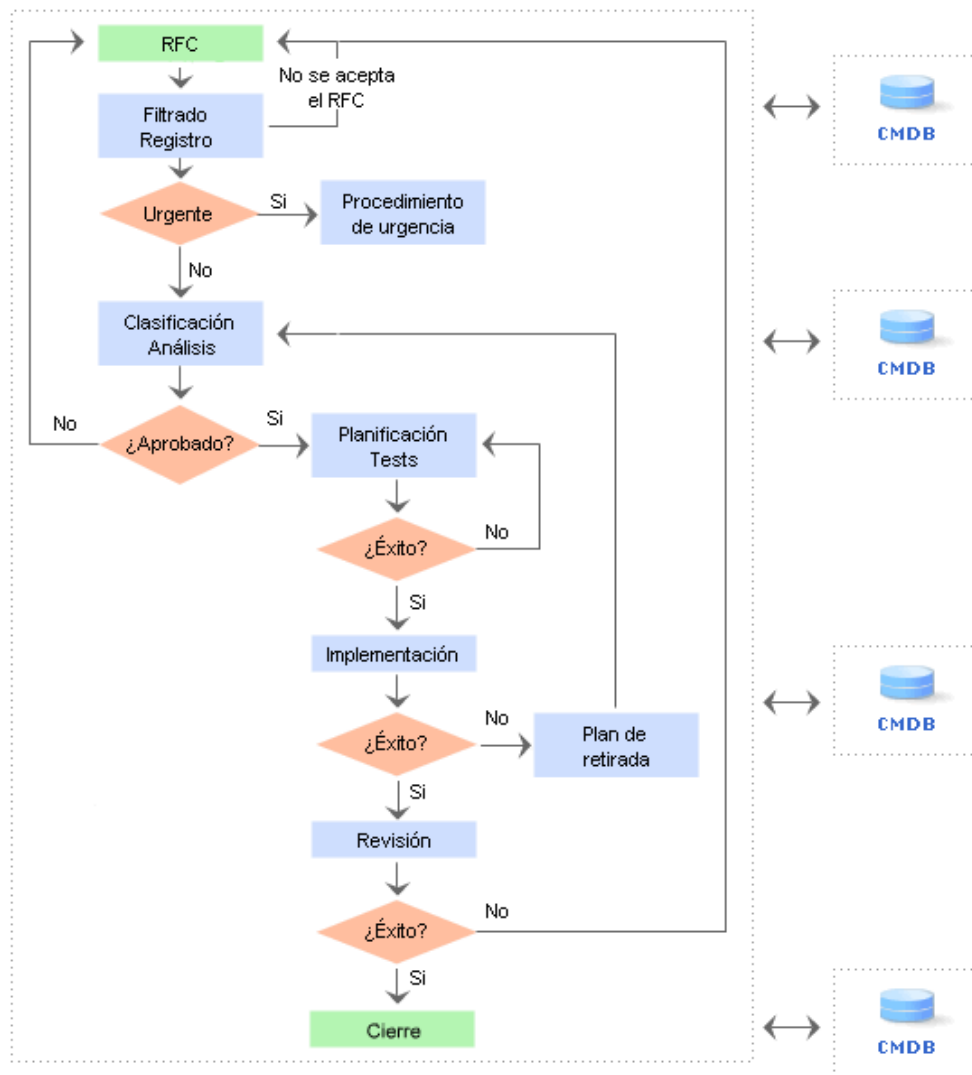 RFC
No se acepta
el RFC
CMDB
Filtrado
Registro
Urgente
Si
Procedimiento
de urgencia
No
Clasificación
Análisis
CMDB
¿Aprobado?
No
Si
Planificación
Tests
¿Éxito?
No
Si
Implementación
¿Éxito?
No
Plan de
retirada
CMDB
Si
Revisión
¿Éxito?
No
Si
Cierre
CMDB